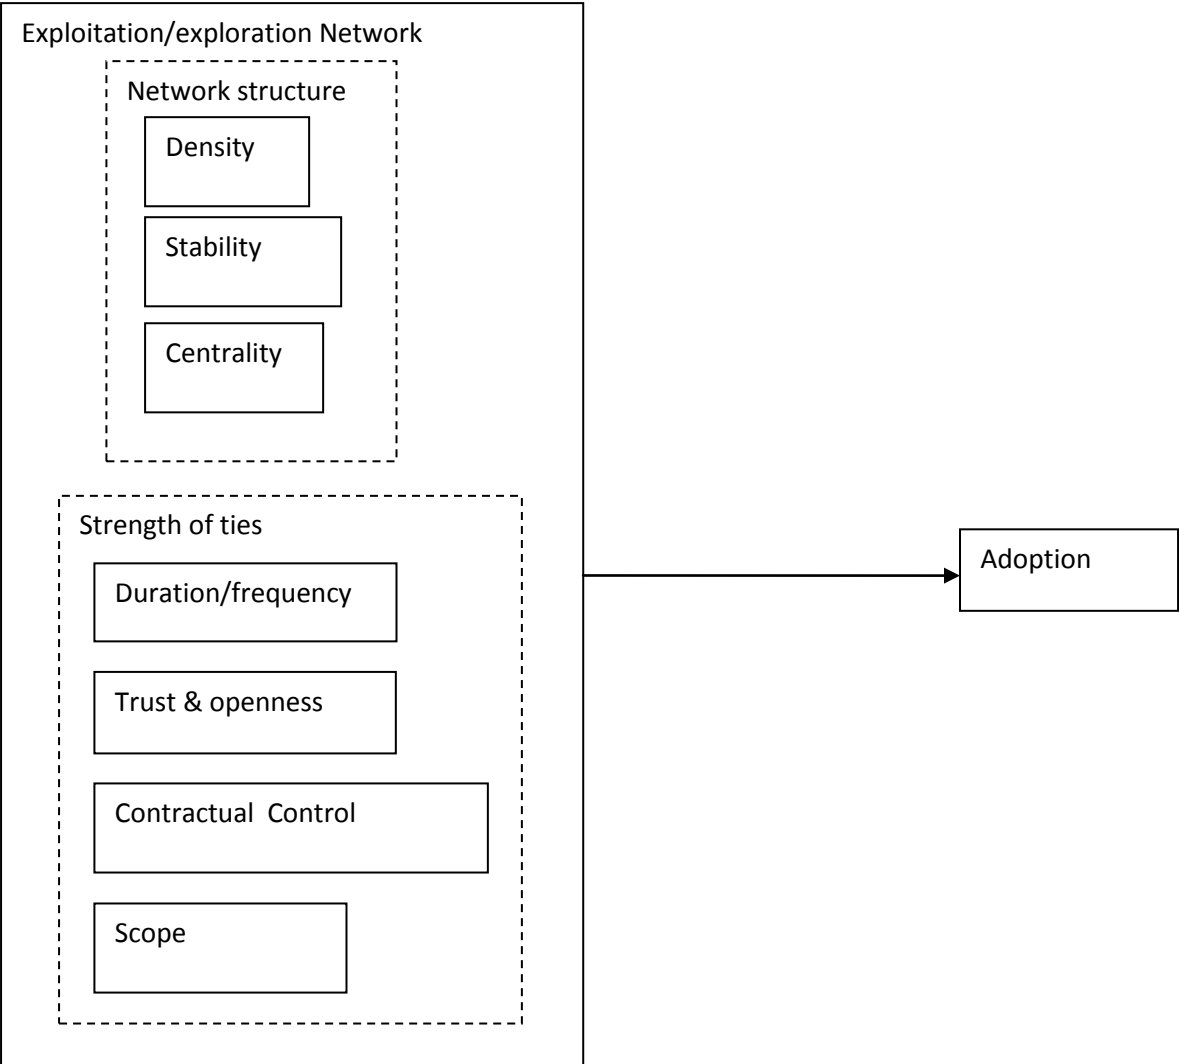 Exploitation/exploration Network
Network structure
Density
Stability
Centrality
Strength of ties
Duration/frequency
Trust & openness
Contractual  Control
Scope
Adoption